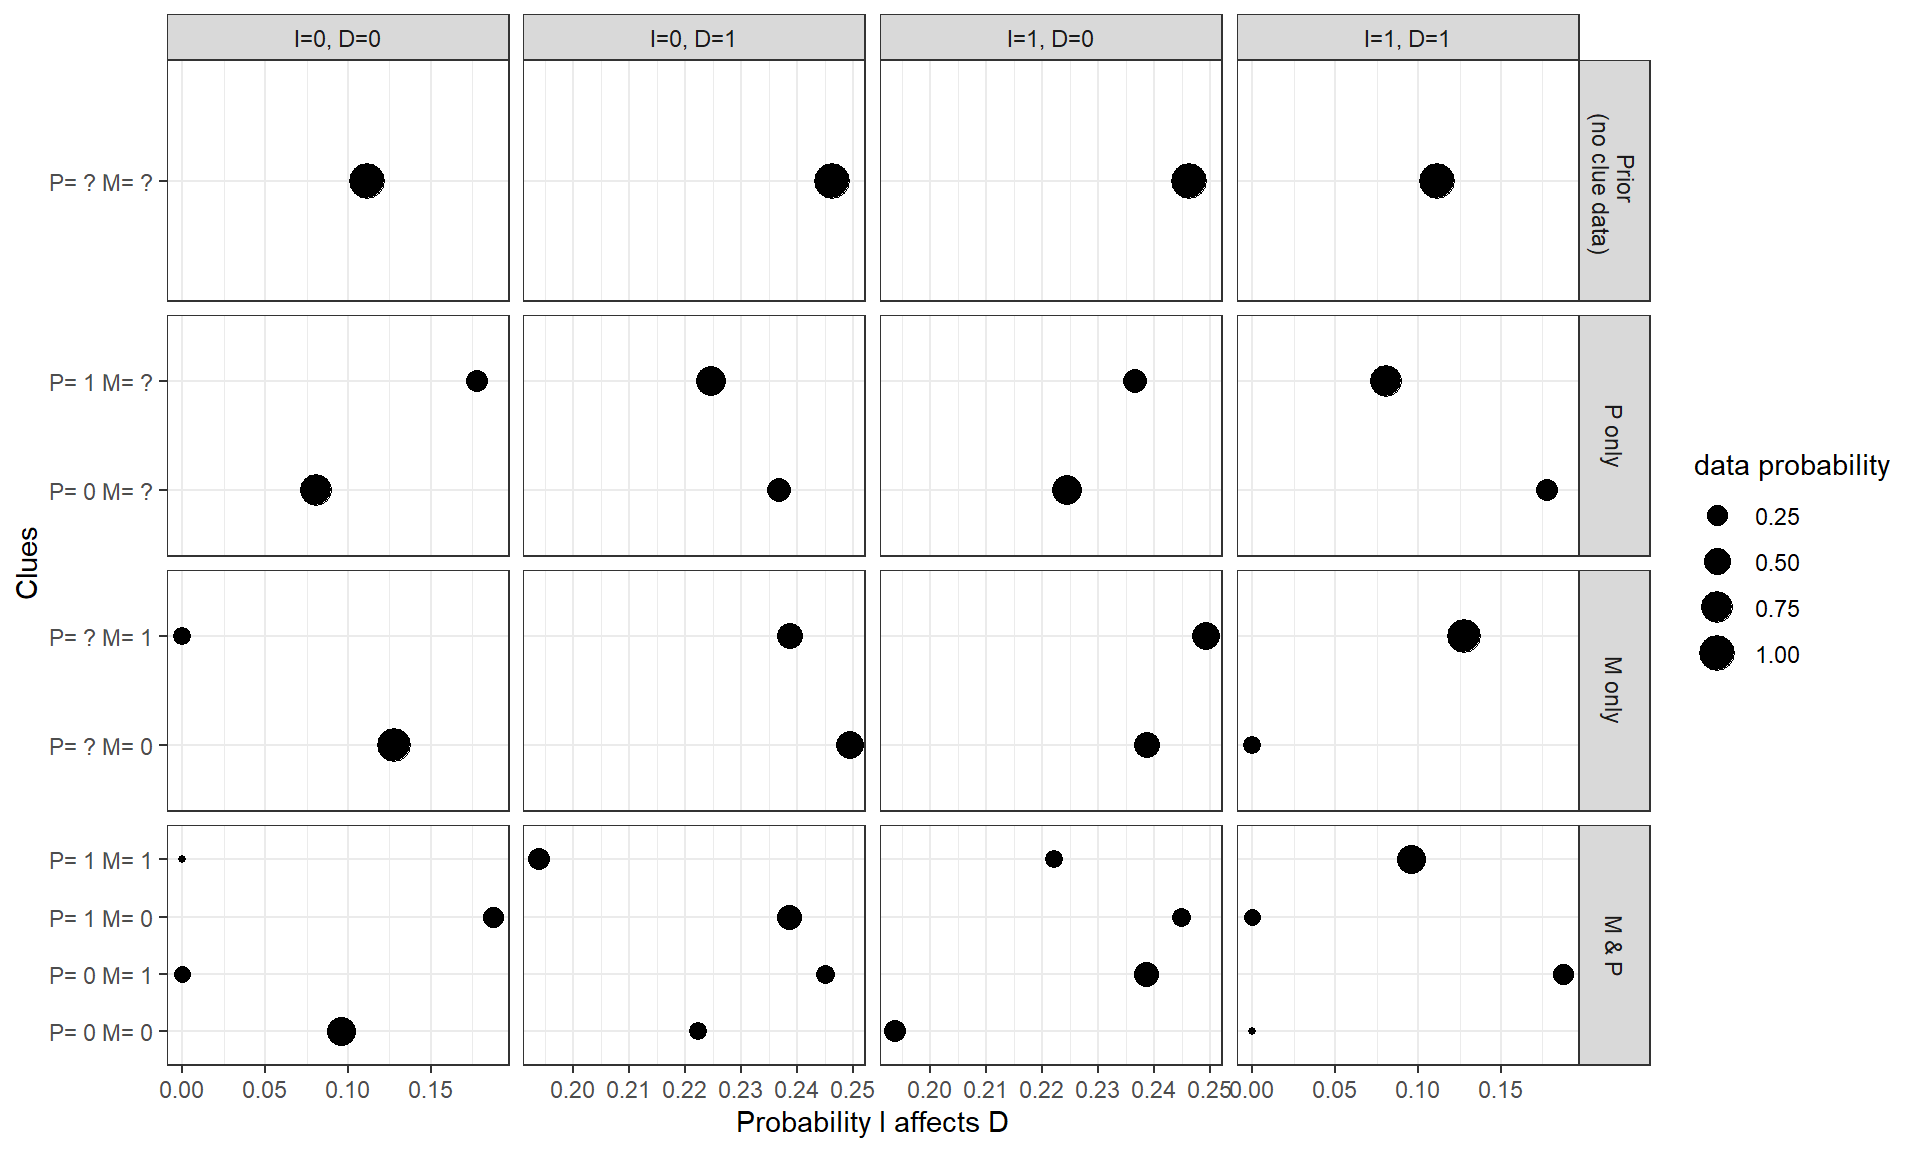 I=0, D=0
I=0, D=1
I=1, D=0
I=1, D=1
P= ? M= ?
Prior
(no clue data)
P= 1 M= ?
P= 0 M= ?
P only
P= ? M= 1
P= ? M= 0
M only
P= 1 M= 1
P= 1 M= 0
P= 0 M= 1
P= 0 M= 0
M & P
Clues
0.00 0.05 0.10 0.15
0.20 0.21 0.22 0.23 0.24 0.25
0.20 0.21 0.22 0.23 0.24 0.25
0.00 0.05 0.10 0.15
Probability I affects D
data probability
0.25
0.50
0.75
1.00